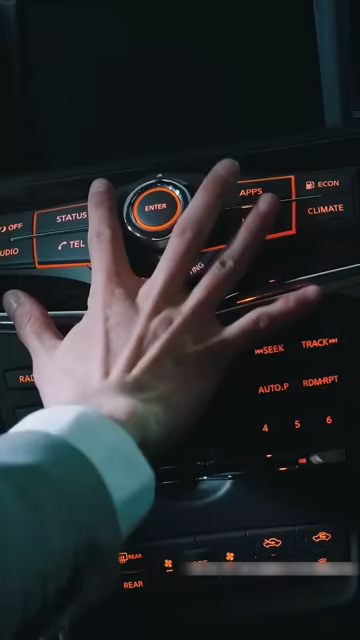 OFF
STATUS
ENTER
APPS
ECON
TEL
CLIMATE
SEEK
TRACK
AUTO.P
RDM•RPT
4
5
6
REAR
REAR